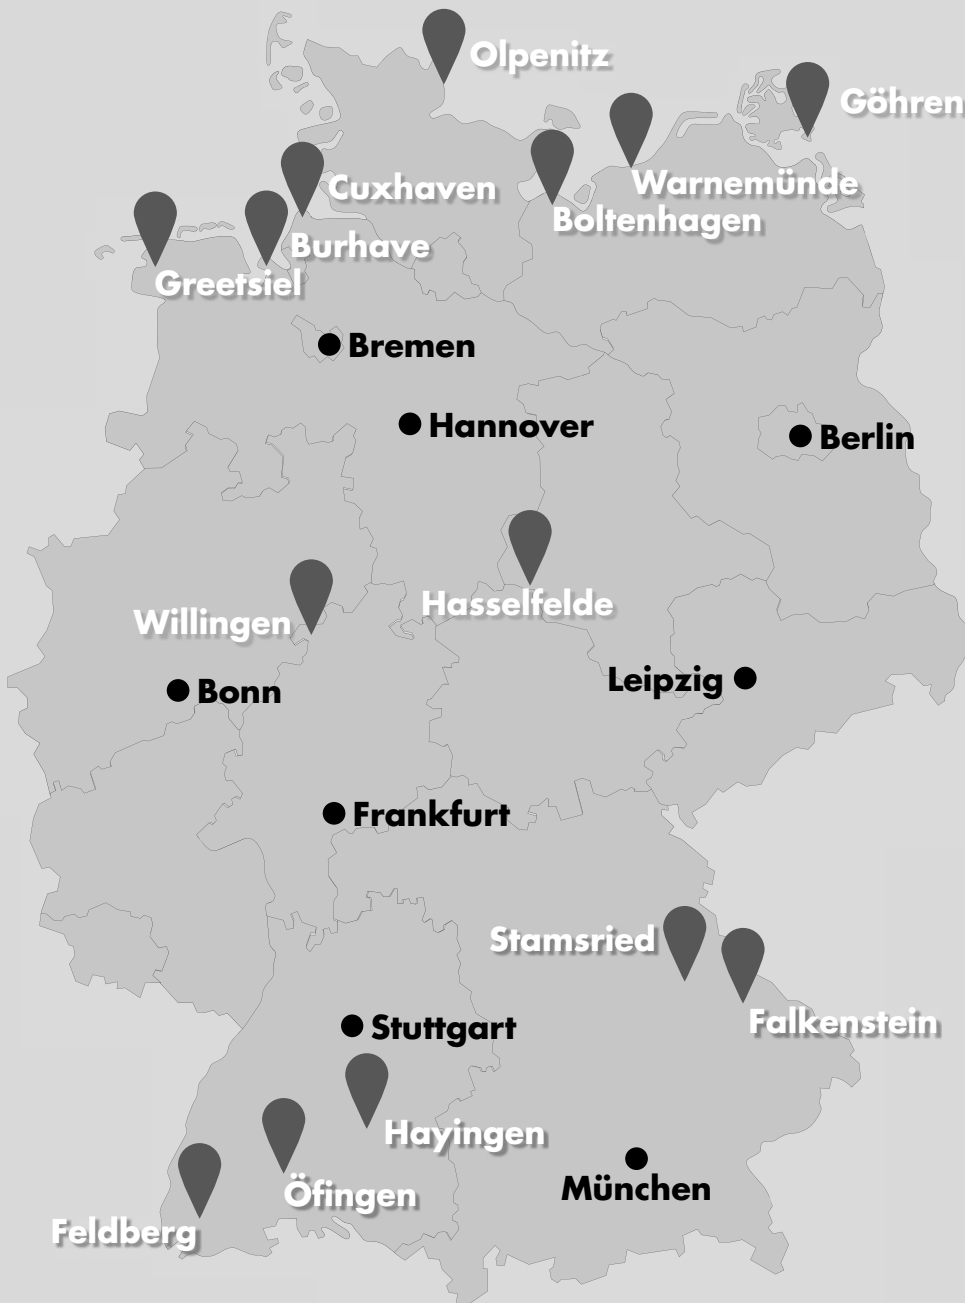 Olpenitz
Göhren
Cuxhaven
Warnemünde
Boltenhagen
Burhave
Greetsiel
Bremen
Hannover
Berlin
Hasselfelde
Willingen
Leipzig
Bonn
Frankfurt
Stamsried
Falkenstein
Stuttgart
Hayingen
München
Öfingen
Feldberg